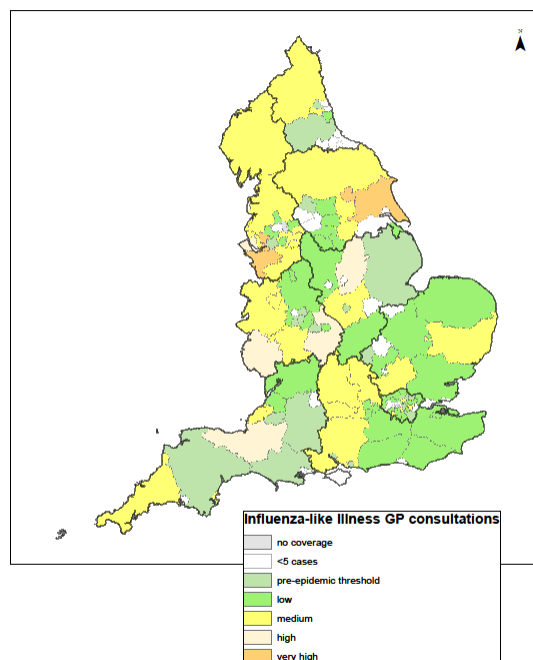 N
Influenza-like Illness GP consultations
no coverage
<5 cases
pre-epidemic threshold
low
medium
high
very high